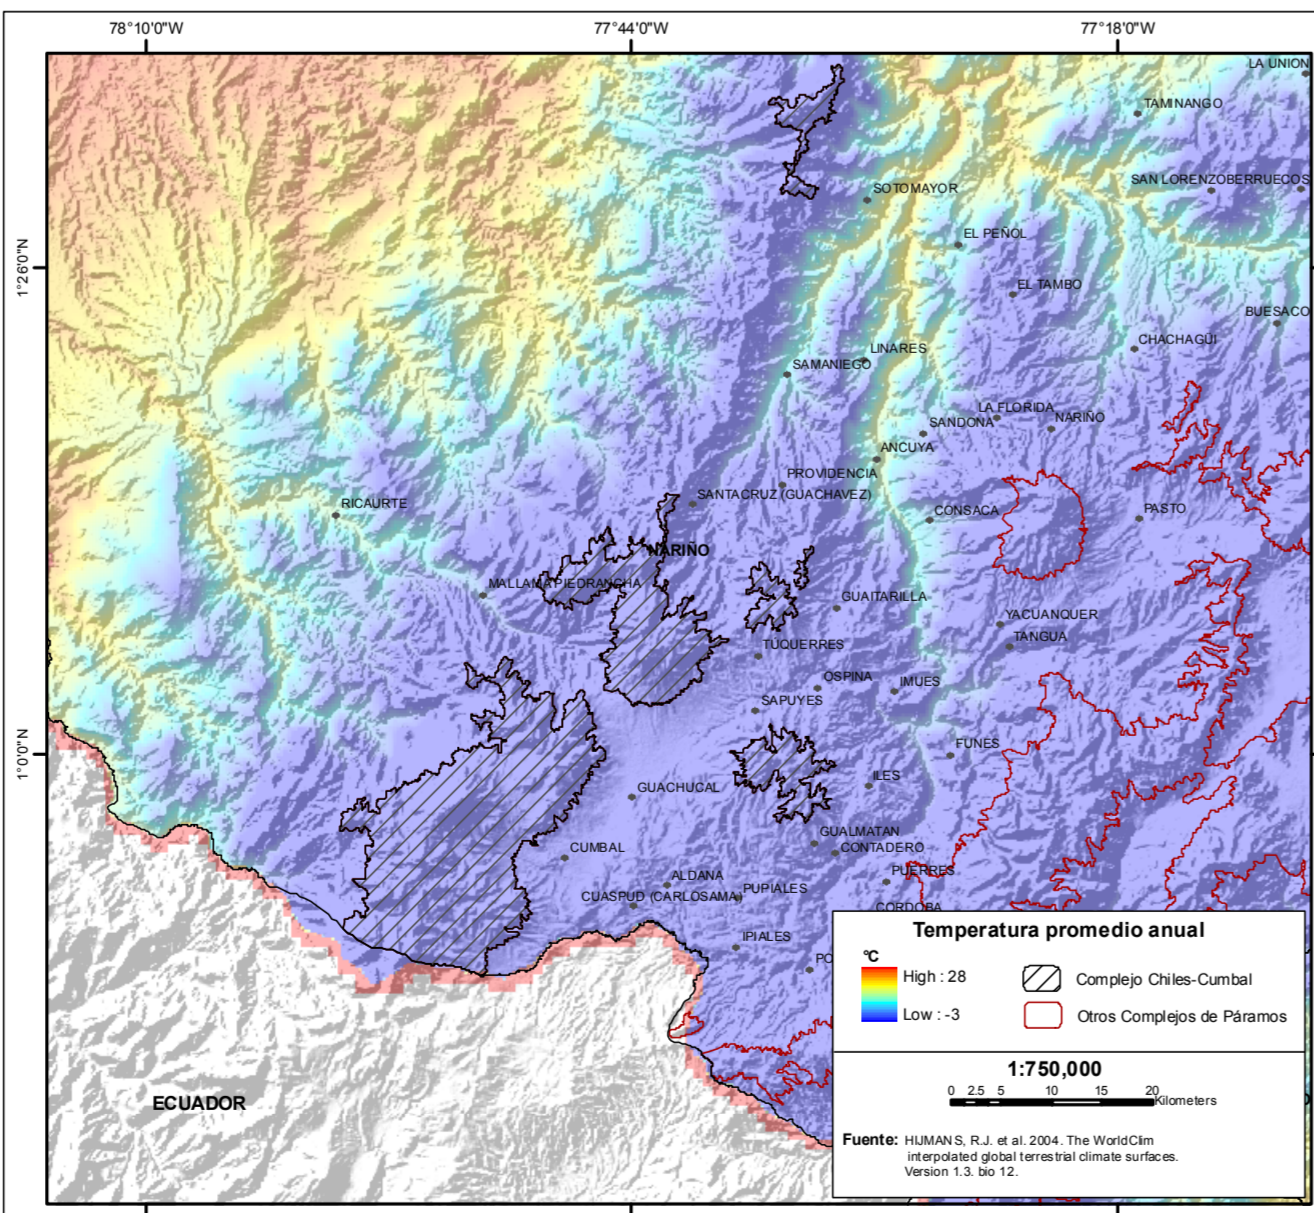 78°10'0"W
77°44'0"W
77°18'0"W
LA UNION
TAMINANGO
SAN LORENZO
BERRUECOS
SOTOMAYOR
EL PEÑOL
1°26'0"N
EL TAMBO
BUESACO
CHACHAGÜI
LINARES
SAMANIEGO
LA FLORIDA
SANDONA
NARIÑO
ANCUYA
PROVIDENCIA
SANTACRUZ (GUACHAVEZ)
RICAURTE
CONSACA
PASTO
NARIÑO
MALLAMA PIEDRANCHA
GUAITARILLA
YACUANQUER
TANGUA
TÚQUERRES
OSPINA
IMUES
SAPUYES
1°0'0"N
FUNES
ILES
GUACHUCAL
GUALMATAN
CONTADERO
CUMBAL
PUERRES
ALDANA
CUASPUD (CARLOSAMA)
PUPIALES
CORDOBA
IPIALES
PO
ECUADOR
Temperatura promedio anual
°C
High : 28
Low : -3
Complejo Chiles-Cumbal
Otros Complejos de Páramos
1:750,000
0 2.5 5 10 15 20
Kilometers
Fuente: HIJMANS, R.J. et al. 2004. The WorldClim
interpolated global terrestrial climate surfaces.
Version 1.3. bio 12.